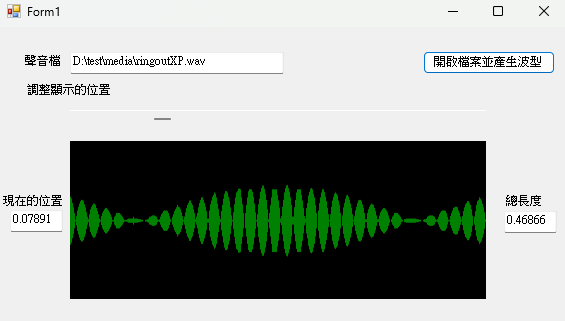 Form1
聲音檔
D:\test\media\ringoutXP.wav
開啟檔案並產生波型
調整顯示的位置
現在的位置
0.07891
總長度
0.46866